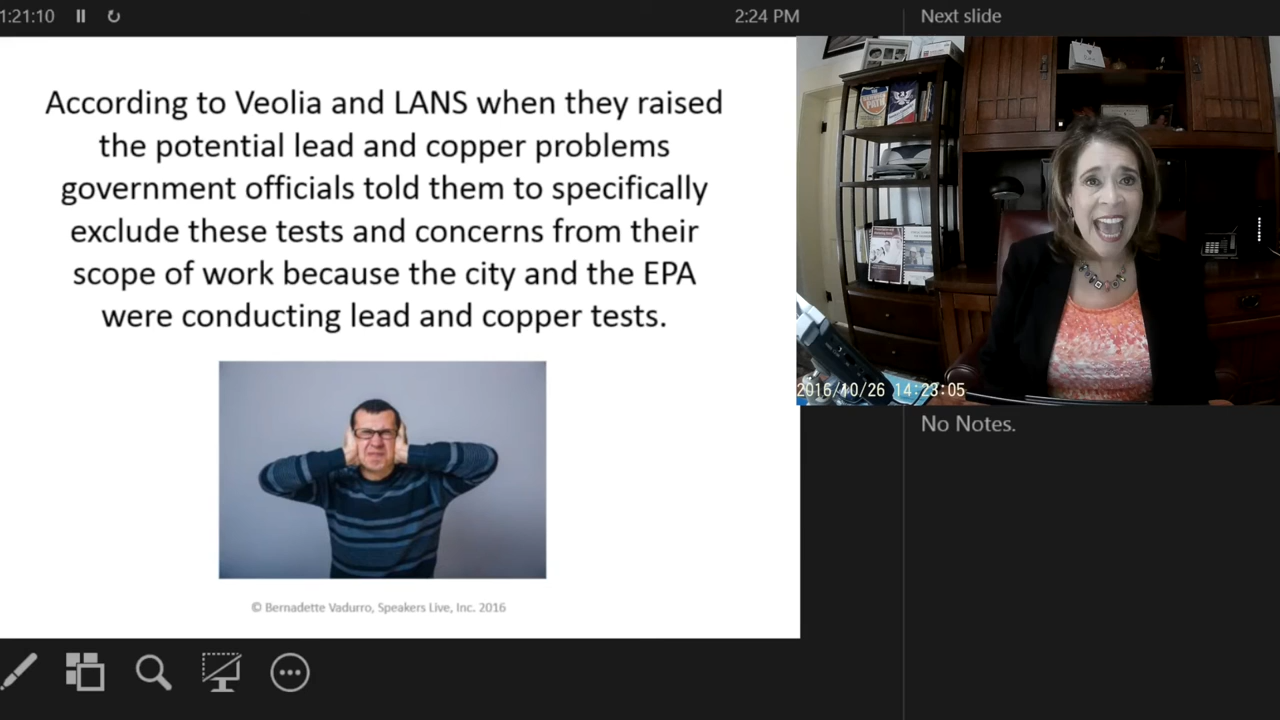 1:21:10
2:24 PM
Next slide
According to Veolia and LANS when they raised
the potential lead and copper problems
government officials told them to specifically
exclude these tests and concerns from their
scope of work because the city and the EPA
were conducting lead and copper tests.
2016/10/26 14:23:05
No Notes.
© Bernadette Vadurro, Speakers Live, Inc. 2016